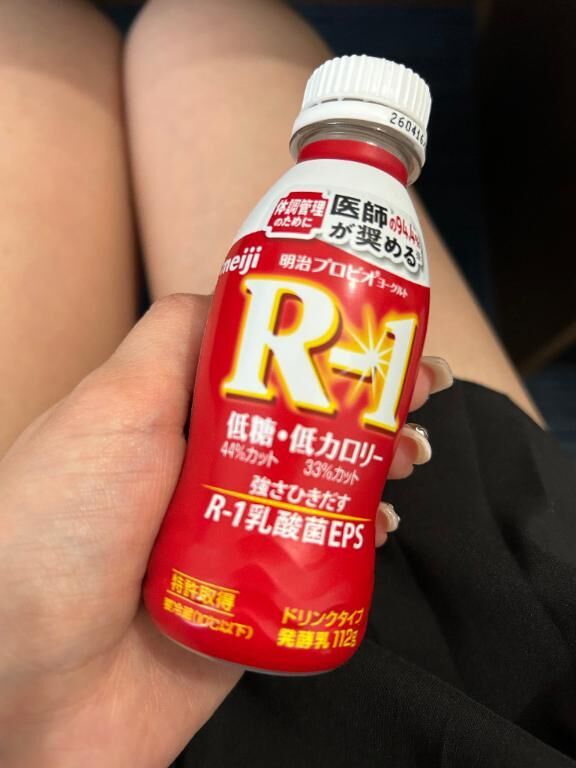 260416
体調管理
のために
医師の94.4%
が奨める
meiji
明治プロビオヨーグルト
R-1
低糖・低カロリー
44%カット 33%カット
強さひきだす
R-1乳酸菌EPS
特許取得
要冷蔵(10℃以下)
ドリンクタイプ
発酵乳 112g